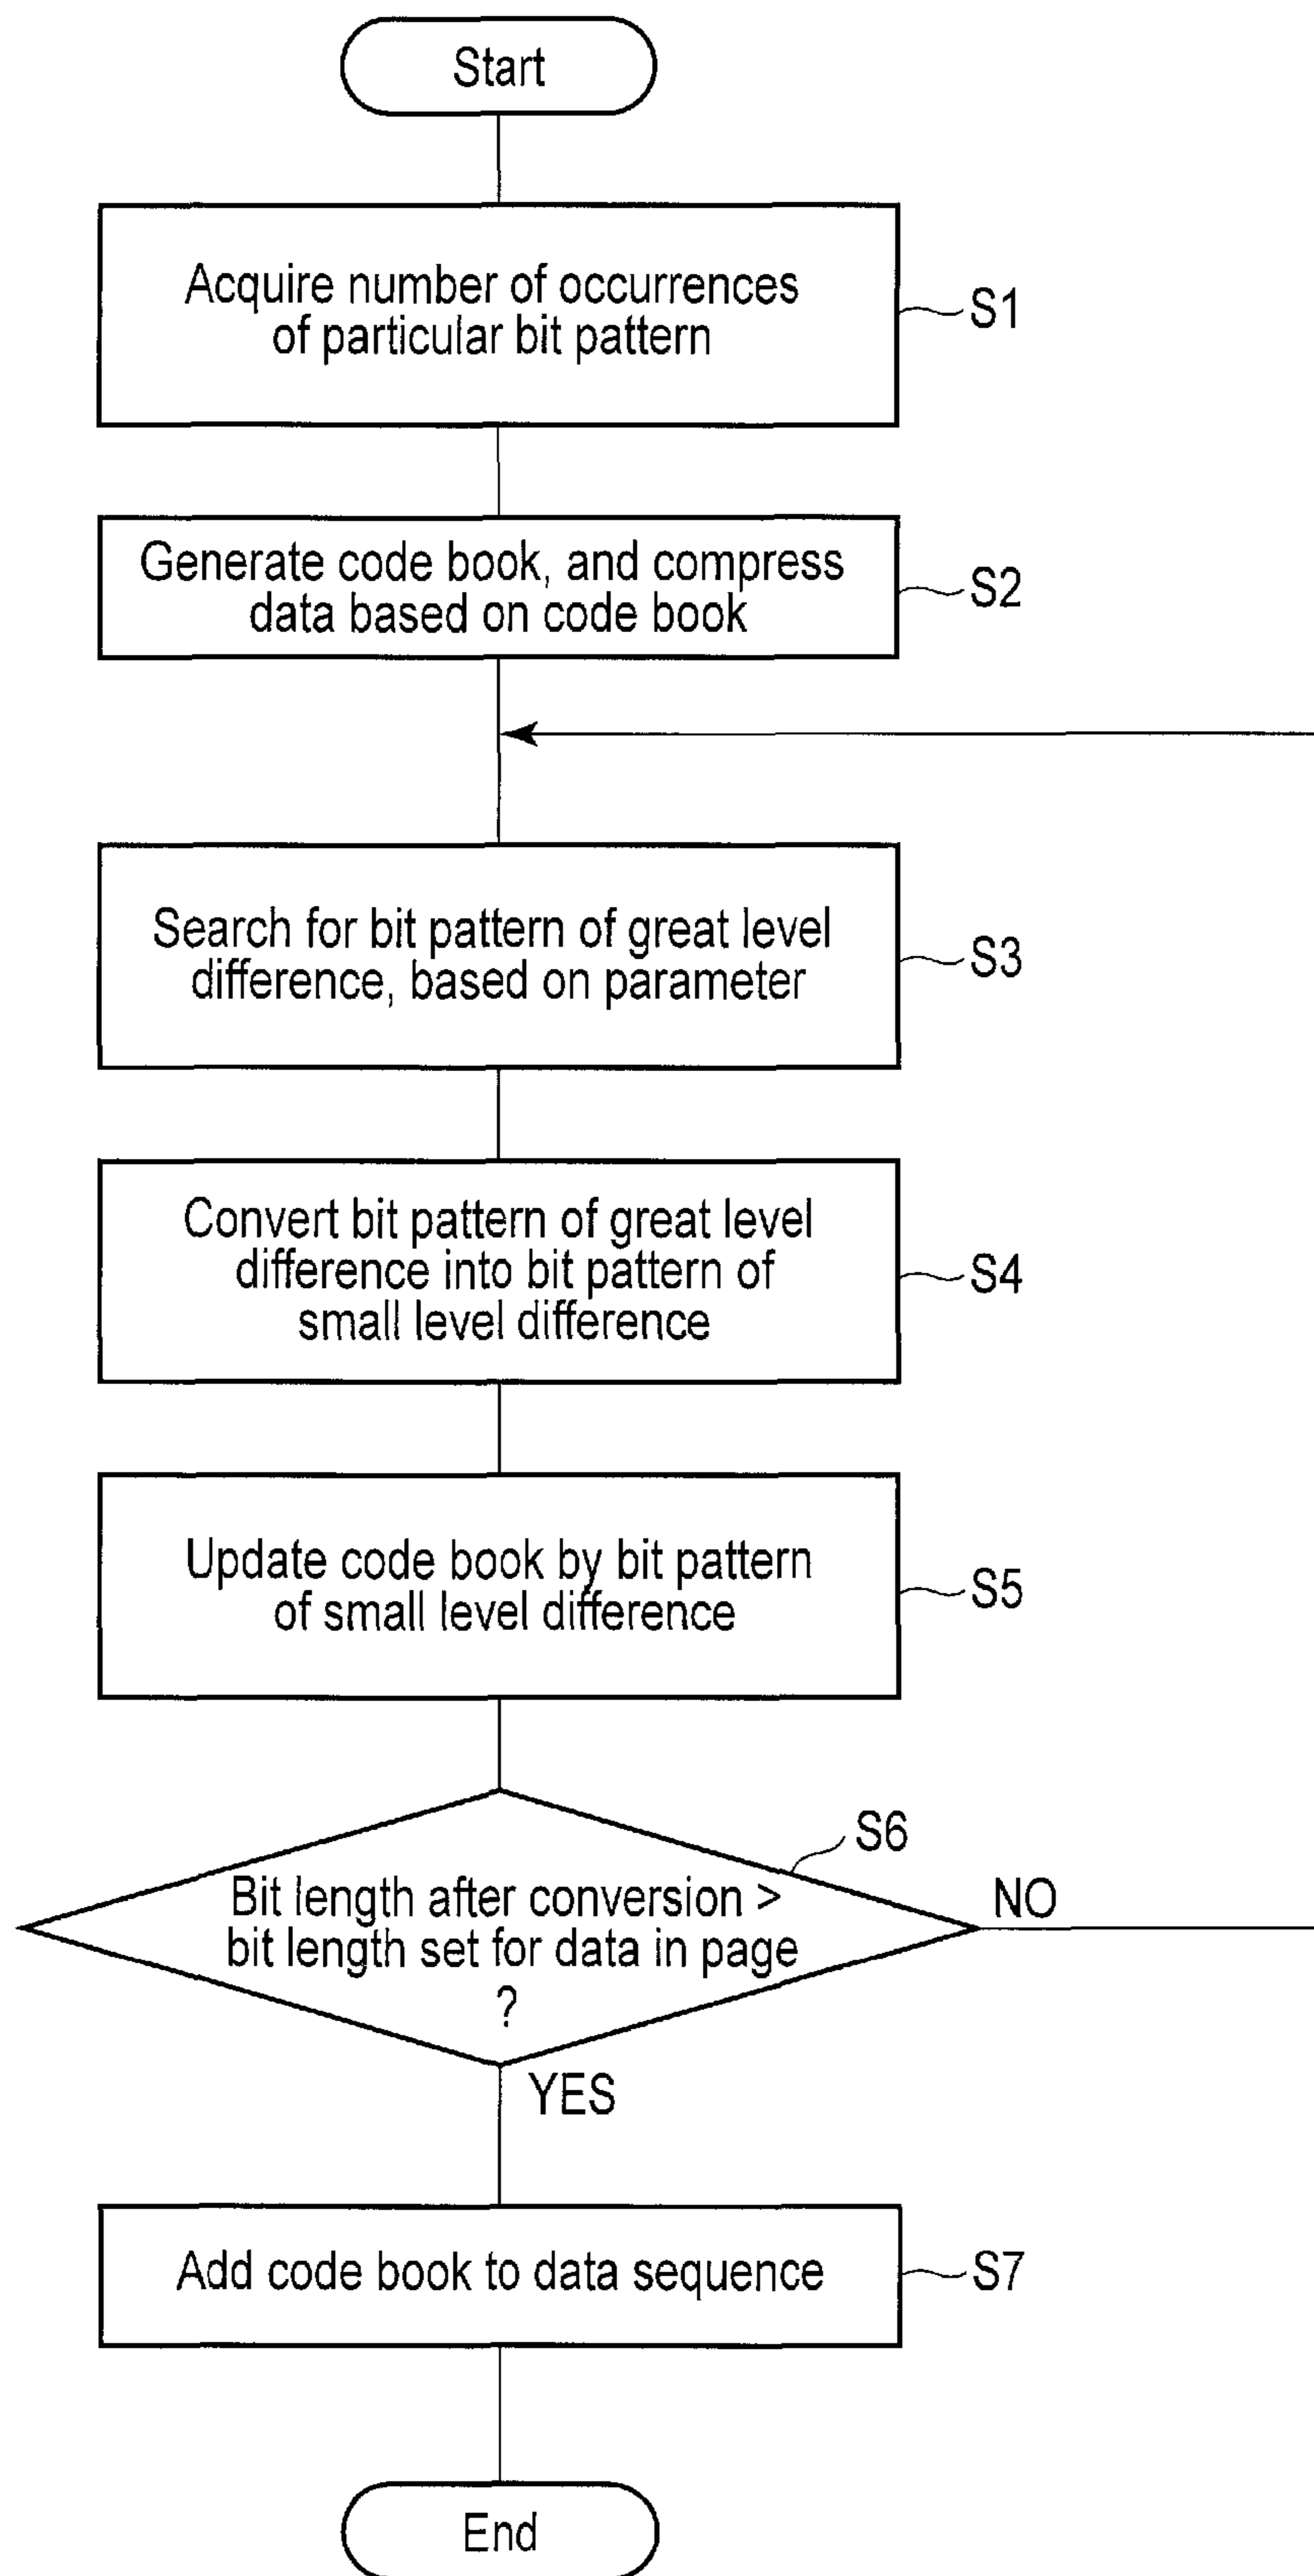 Start
Acquire number of occurrences
of particular bit pattern
S1
Generate code book, and compress
data based on code book
S2
Search for bit pattern of great level
difference, based on parameter
S3
Convert bit pattern of great level
difference into bit pattern of
small level difference
S4
Update code book by bit pattern
of small level difference
S5
S6
Bit length after conversion >
bit length set for data in page
?
NO
YES
Add code book to data sequence
S7
End